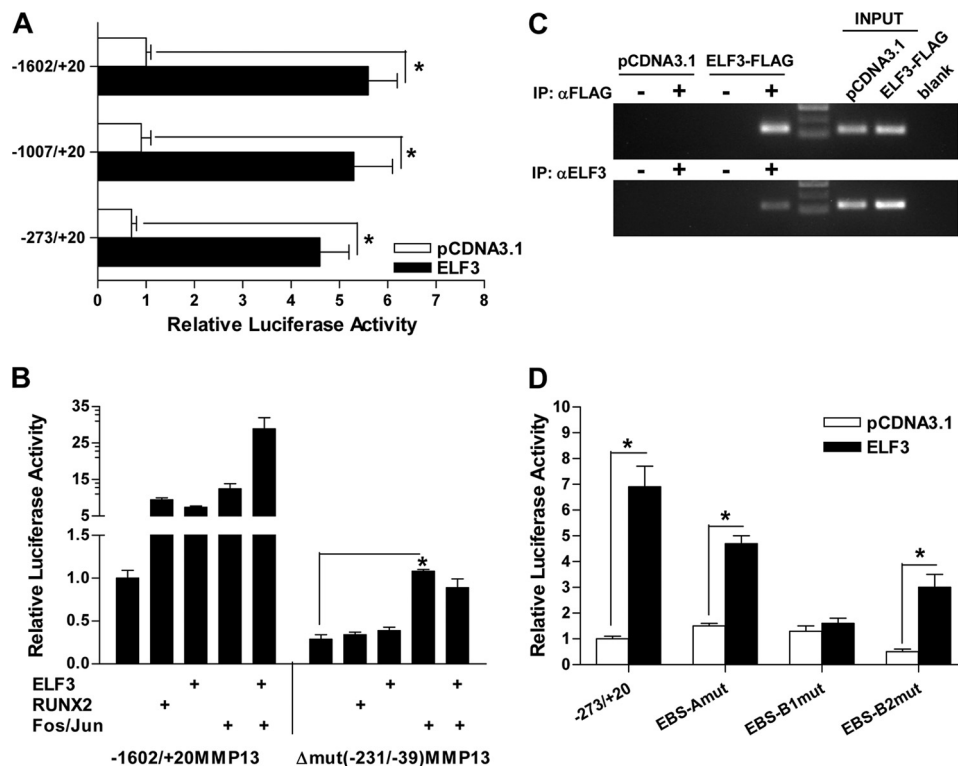 A
-1602/+20
*
-1007/+20
*
-273/+20
*
pCDNA3.1
ELF3
0 1 2 3 4 5 6 7 8
Relative Luciferase Activity
C
INPUT
pCDNA3.1 ELF3-FLAG
pCDNA3.1
ELF3-FLAG
blank
IP: αFLAG - + - +
IP: αELF3 - + - +
B
Relative Luciferase Activity
35
25
15
5
1.5
1.0
0.5
0.0
*
ELF3 + + + +
RUNX2 + +
Fos/Jun + + + +
-1602/+20MMP13
Δmut(-231/-39)MMP13
D
Relative Luciferase Activity
10
9
8
7
6
5
4
3
2
1
0
pCDNA3.1
ELF3
*
*
*
-273/+20
EBS-Amut
EBS-B1mut
EBS-B2mut